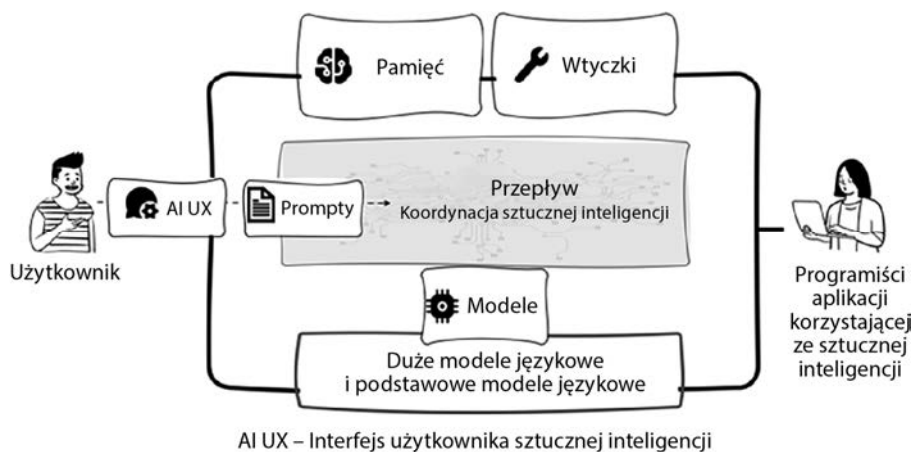 Pamięć
Wtyczki
Przepływ
Koordynacja sztucznej inteligencji
AI UX
Prompty
Użytkownik
Modele
Duże modele językowe
i podstawowe modele językowe
Programiści
aplikacji
korzystającej
ze sztucznej
inteligencji
AI UX – Interfejs użytkownika sztucznej inteligencji